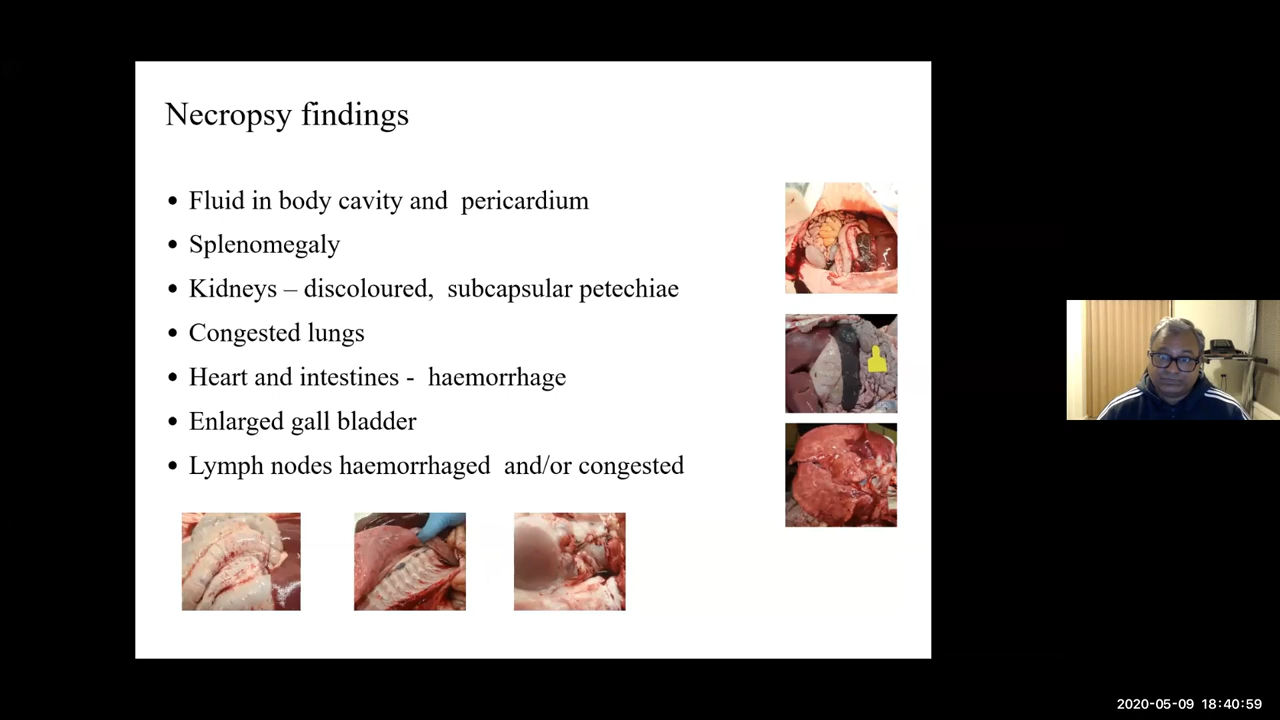 Necropsy findings
• Fluid in body cavity and  pericardium
• Splenomegaly
• Kidneys – discoloured,  subcapsular petechiae
• Congested lungs
• Heart and intestines -  haemorrhage
• Enlarged gall bladder
• Lymph nodes haemorrhaged  and/or congested
2020-05-09 18:40:59